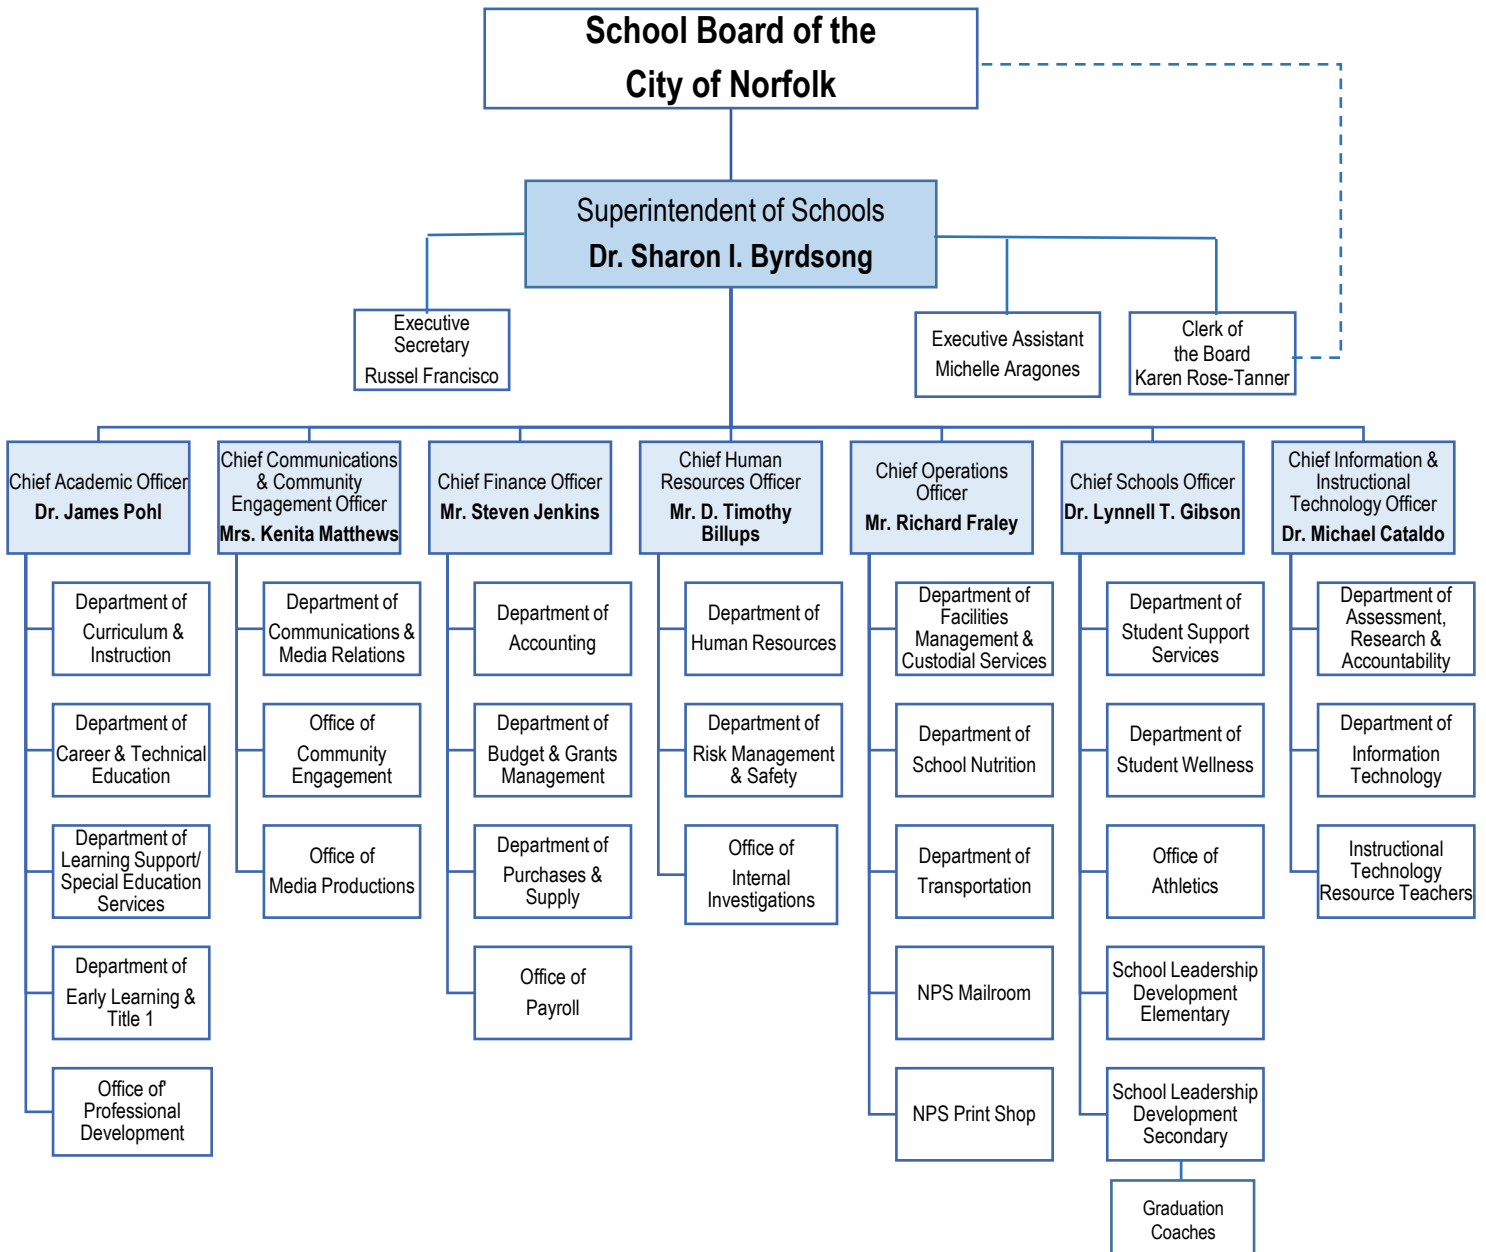 School Board of the
City of Norfolk
Superintendent of Schools
Dr. Sharon I. Byrdsong
Executive
Secretary
Russel Francisco
Executive Assistant
Michelle Aragones
Clerk of
the Board
Karen Rose-Tanner
Chief Academic Officer
Dr. James Pohl
Chief Communications
& Community
Engagement Officer
Mrs. Kenita Matthews
Chief Finance Officer
Mr. Steven Jenkins
Chief Human
Resources Officer
Mr. D. Timothy
Billups
Chief Operations
Officer
Mr. Richard Fraley
Chief Schools Officer
Dr. Lynnell T. Gibson
Chief Information &
Instructional
Technology Officer
Dr. Michael Cataldo
Department of
Curriculum &
Instruction
Department of
Career & Technical
Education
Department of
Learning Support/
Special Education
Services
Department of
Early Learning &
Title 1
Office of'
Professional
Development
Department of
Communications &
Media Relations
Office of
Community
Engagement
Office of
Media Productions
Department of
Accounting
Department of
Budget & Grants
Management
Department of
Purchases &
Supply
Office of
Payroll
Department of
Human Resources
Department of
Risk Management
& Safety
Office of
Internal
Investigations
Department of
Facilities
Management &
Custodial Services
Department of
School Nutrition
Department of
Transportation
NPS Mailroom
NPS Print Shop
Department of
Student Support
Services
Department of
Student Wellness
Office of
Athletics
School Leadership
Development
Elementary
School Leadership
Development
Secondary
Graduation
Coaches
Department of
Assessment,
Research &
Accountability
Department of
Information
Technology
Instructional
Technology
Resource Teachers